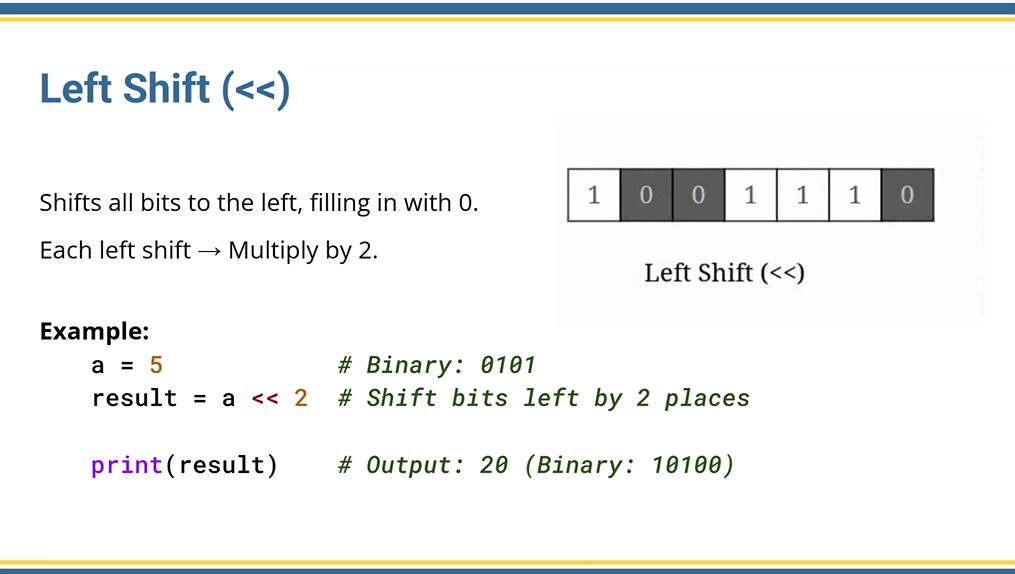 Left Shift (<<)
Shifts all bits to the left, filling in with 0.
Each left shift → Multiply by 2.
1 0 0 1 1 1 0
Left Shift (<<)
Example:
a = 5 # Binary: 0101
result = a << 2 # Shift bits left by 2 places
print(result) # Output: 20 (Binary: 10100)